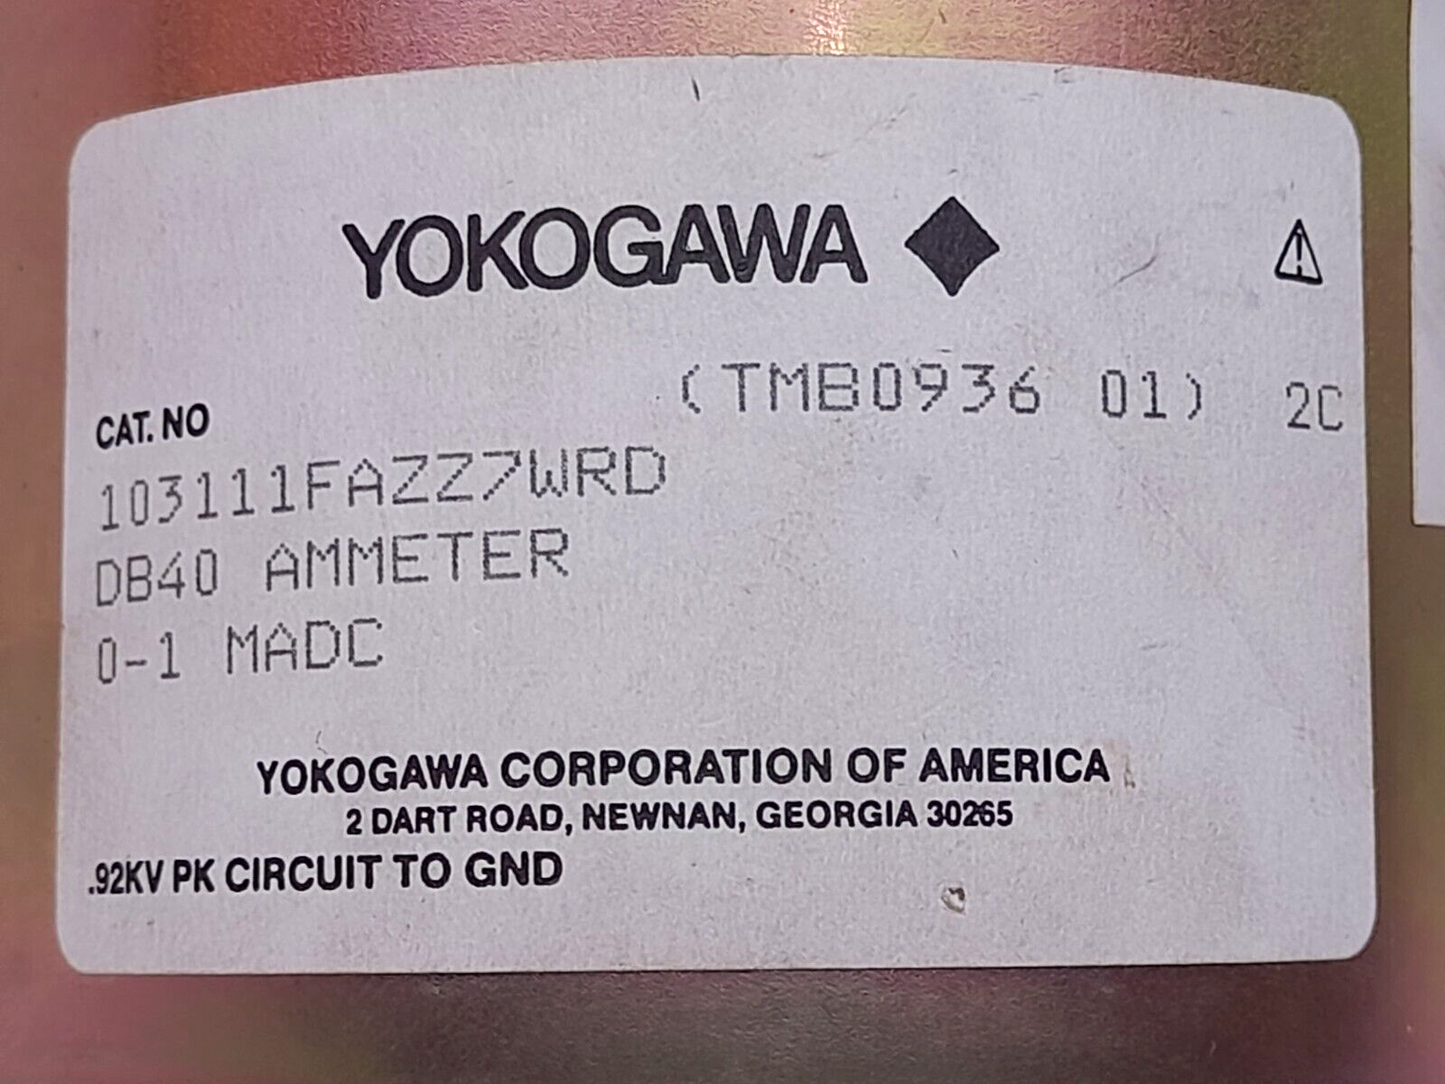 YOKOGAWA
(TMB0936 01) 2C
CAT. NO
103111FAZZ7WRD
DB40 AMMETER
0-1 MADC
YOKOGAWA CORPORATION OF AMERICA
2 DART ROAD, NEWNAN, GEORGIA 30265
.92KV PK CIRCUIT TO GND